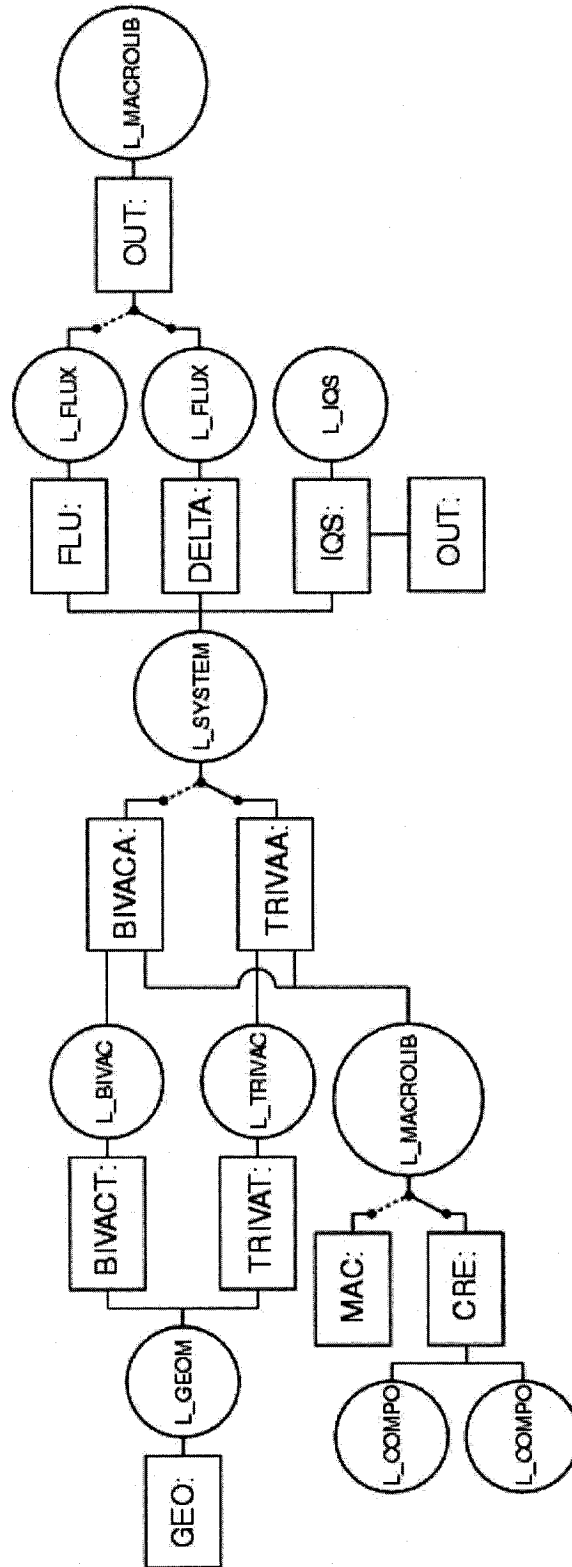 GEO:
L_GEOM
BIVACT:
TRIVAT:
L_BIVAC
L_TRIVAC
L_COMPO
L_COMPO
MAC:
CRE:
L_MACROLIB
BIVACA:
TRIVAA:
L_SYSTEM
FLU:
DELTA:
IQS:
OUT:
L_FLUX
L_FLUX
L_IQS
OUT:
L_MACROLIB